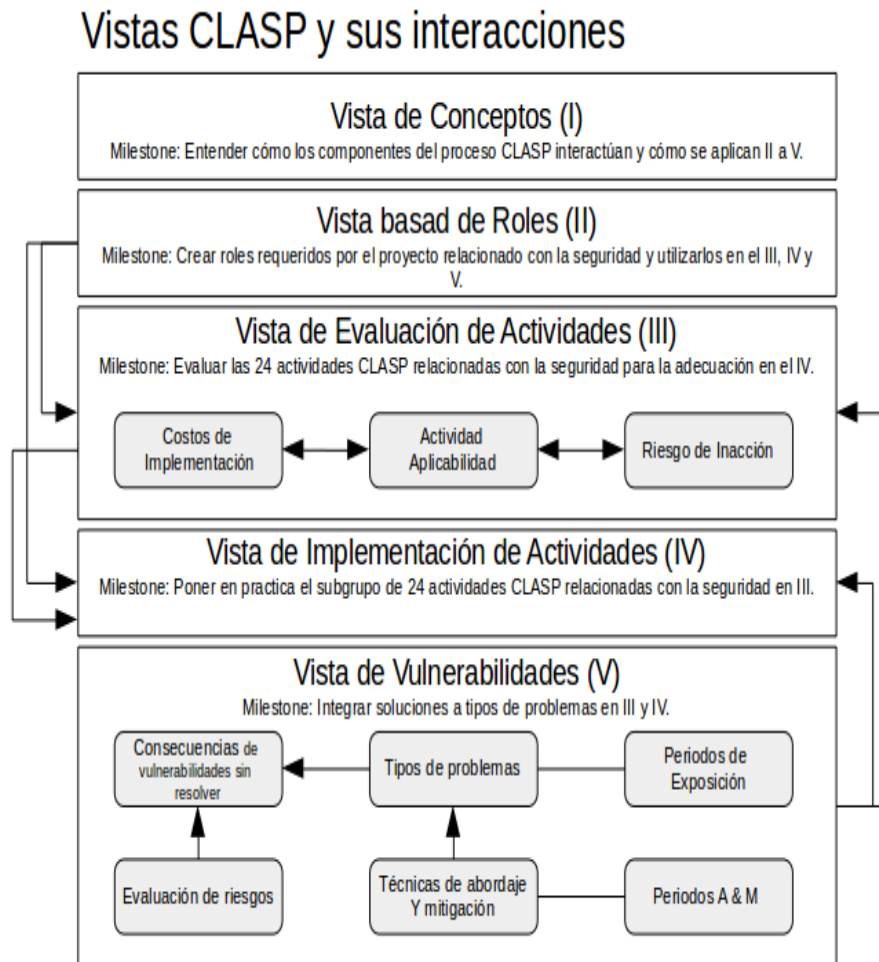 Vistas CLASP y sus interacciones
Vista de Conceptos (I)
Milestone: Entender cómo los componentes del proceso CLASP interactúan y cómo se aplican II a V.
Vista basad de Roles (II)
Milestone: Crear roles requeridos por el proyecto relacionado con la seguridad y utilizarlos en el III, IV y
V.
Vista de Evaluación de Actividades (III)
Milestone: Evaluar las 24 actividades CLASP relacionadas con la seguridad para la adecuación en el IV.
Costos de
Implementación
Actividad
Aplicabilidad
Riesgo de Inacción
Vista de Implementación de Actividades (IV)
Milestone: Poner en practica el subgrupo de 24 actividades CLASP relacionadas con la seguridad en III.
Vista de Vulnerabilidades (V)
Milestone: Integrar soluciones a tipos de problemas en III y IV.
Consecuencias de
vulnerabilidades sin
resolver
Tipos de problemas
Periodos de
Exposición
Evaluación de riesgos
Técnicas de abordaje
Y mitigación
Periodos A & M